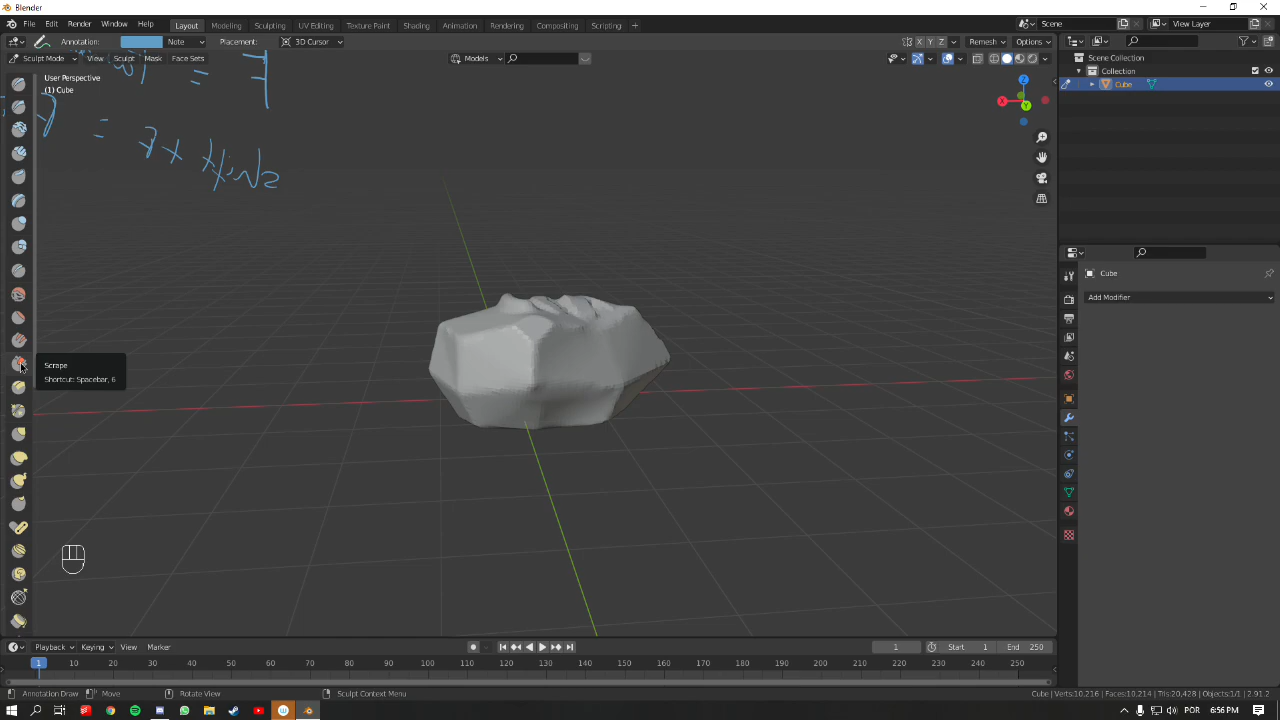 Blender
File Edit Render Window Help Layout Modeling Sculpting UV Editing Texture Paint Shading Animation Rendering Compositing Scripting + Scene View Layer
Annotation: Note Placement: 3D Cursor X Y Z Remesh Options
Sculpt Mode View Sculpt Mask Face Sets Models
User Perspective
(1) Cube
Z
X
Y
Scrape
Shortcut: Spacebar, 6
Scene Collection
Collection
Cube
Cube
Add Modifier
Playback Keying View Marker 1 Start 1 End 250
1 10 20 30 40 50 60 70 80 90 100 110 120 130 140 150 160 170 180 190 200 210 220 230 240 250
Annotation Draw Move Rotate View Sculpt Context Menu Cube | Verts:10,216 | Faces:10,214 | Tris:20,428 | Objects:1/1 | 2.91.2
POR 6:56 PM